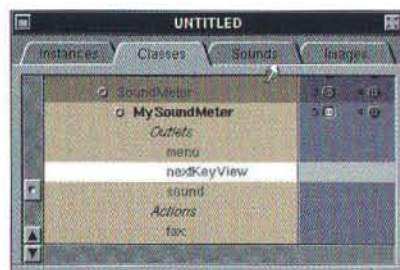 UNTITLED
Instances Classes Sounds Images
SoundMeter
MySoundMeter
Outlets
menu
nextKeyView
sound
Actions
fax: